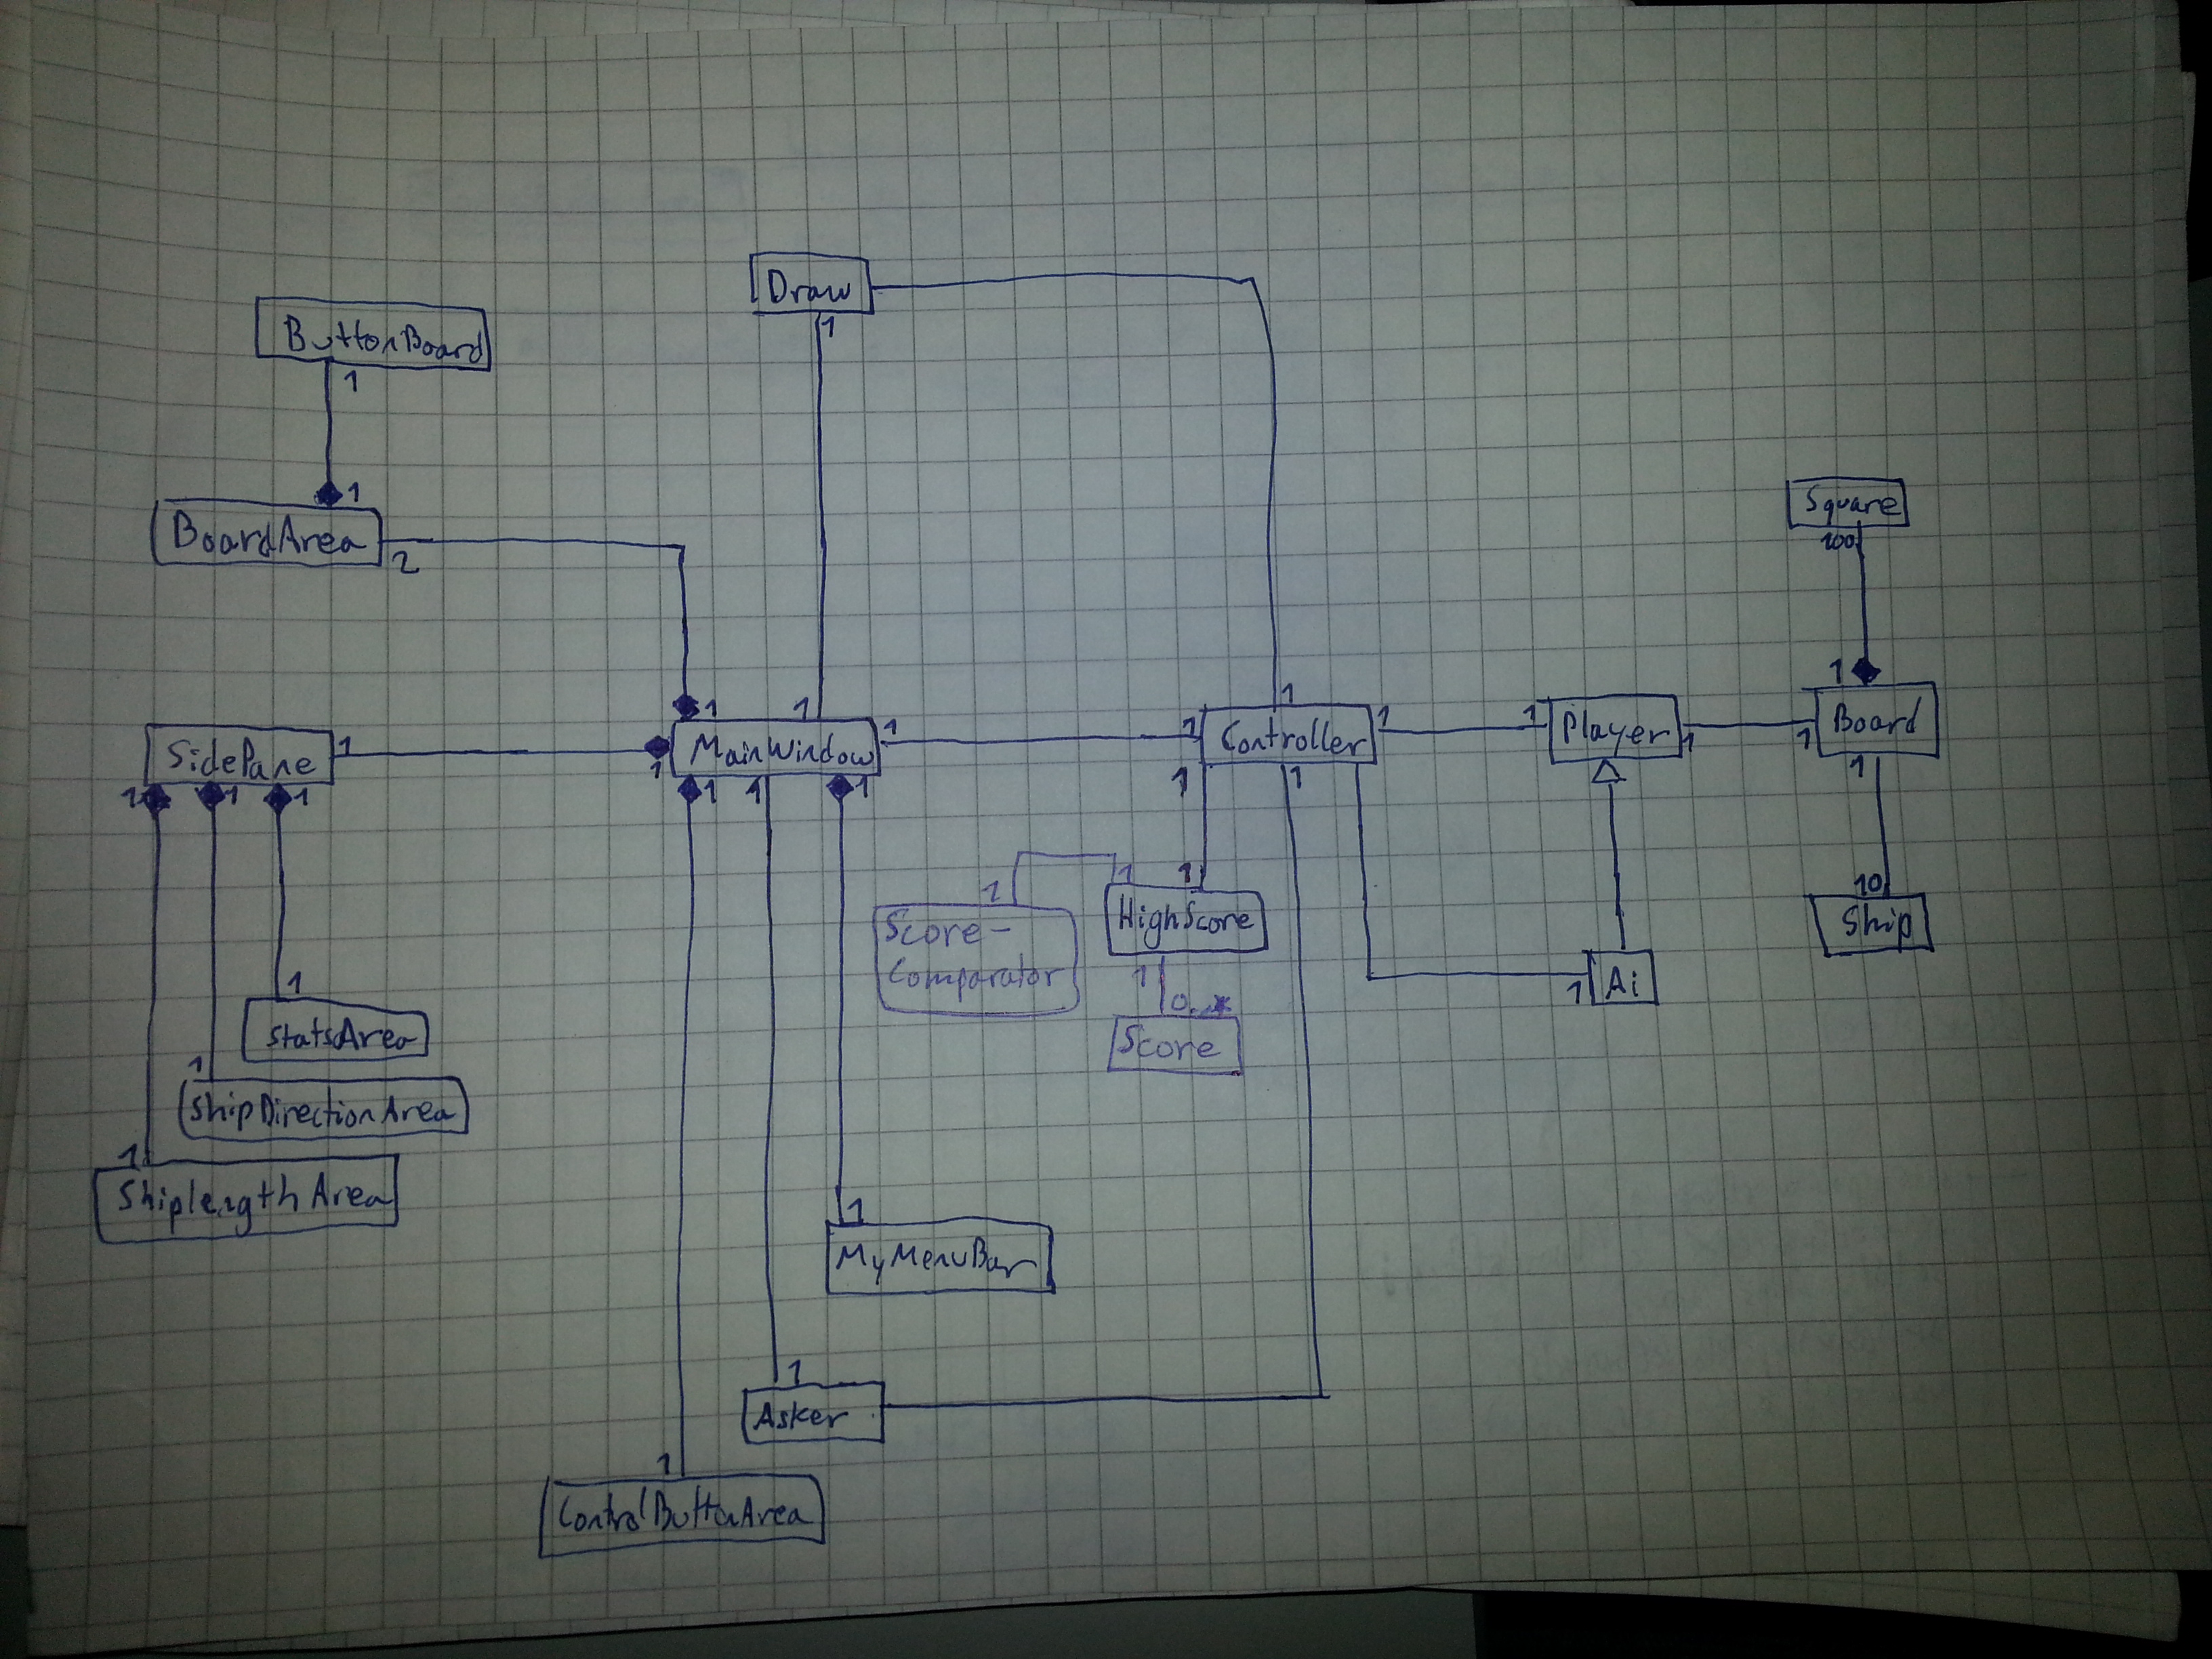 Draw
1
ButtonBoard
1
1
BoardArea
2
Square
100
1
1
1
1
SidePane
1
1
MainWindow
1
1
Controller
1
1
Player
1
1
Board
1
1
1
1
1
1
1
1
1
1
1
1
1
10
Score-
Comparator
HighScore
Ship
1
0..*
Score
1
Ai
1
StatsArea
1
ShipDirectionArea
1
ShiplengthArea
1
MyMenuBar
1
Asker
1
ControlButtonArea